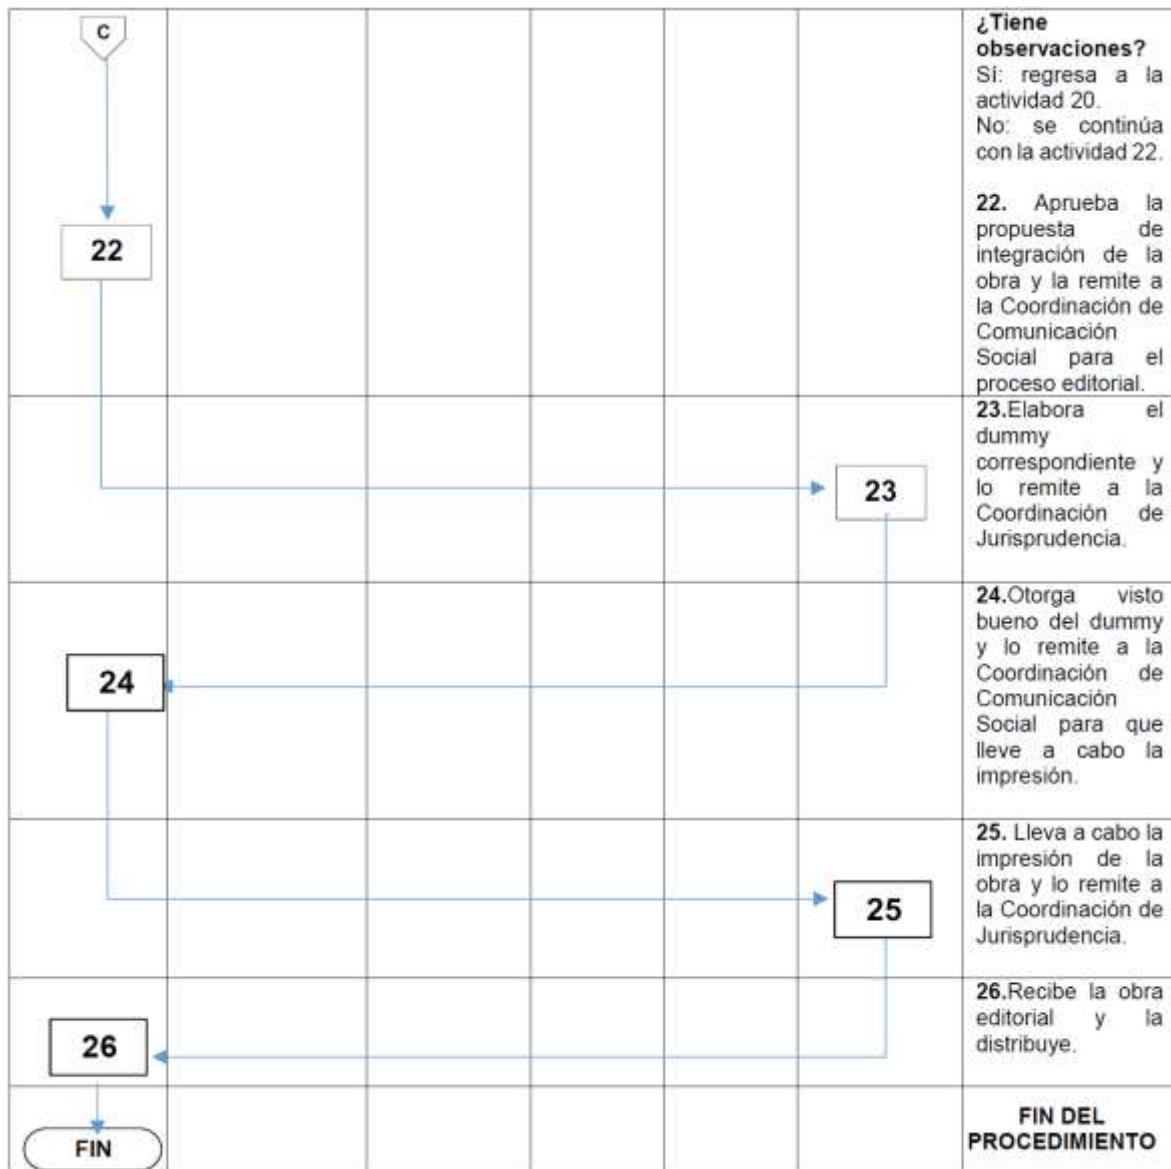 C
¿Tiene
observaciones?
Sí: regresa a la
actividad 20.
No: se continúa
con la actividad 22.
22. Aprueba la
propuesta de
integración de la
obra y la remite a
la Coordinación de
Comunicación
Social para el
proceso editorial.
22
23.Elabora el
dummy
correspondiente y
lo remite a la
Coordinación de
Jurisprudencia.
23
24.Otorga visto
bueno del dummy
y lo remite a la
Coordinación de
Comunicación
Social para que
lleve a cabo la
impresión.
24
25. Lleva a cabo la
impresión de la
obra y lo remite a
la Coordinación de
Jurisprudencia.
25
26.Recibe la obra
editorial y la
distribuye.
26
FIN
FIN DEL
PROCEDIMIENTO